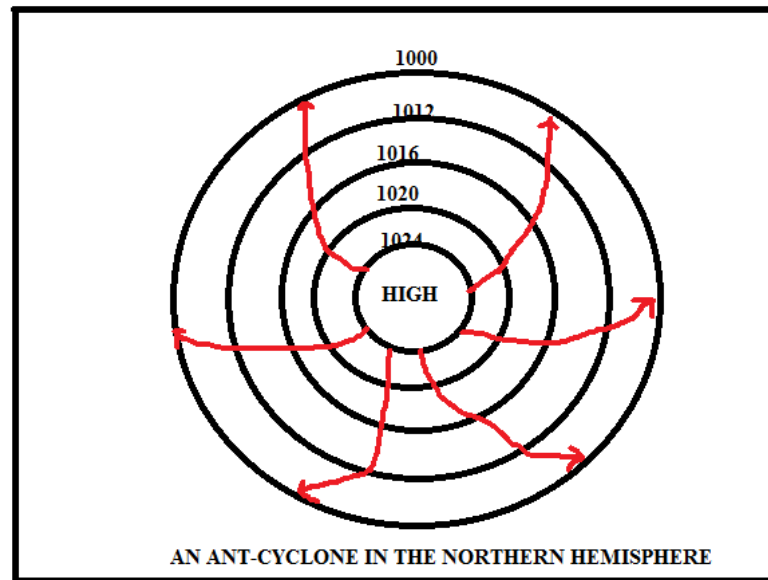 1000
1012
1016
1020
1024
HIGH
AN ANT-CYCLONE IN THE NORTHERN HEMISPHERE